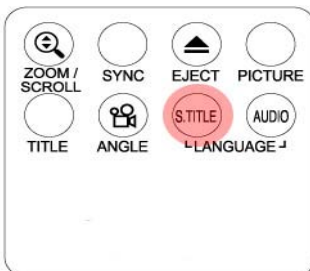 ZOOM / SCROLL SYNC EJECT PICTURE
S.TITLE AUDIO
TITLE ANGLE LANGUAGE